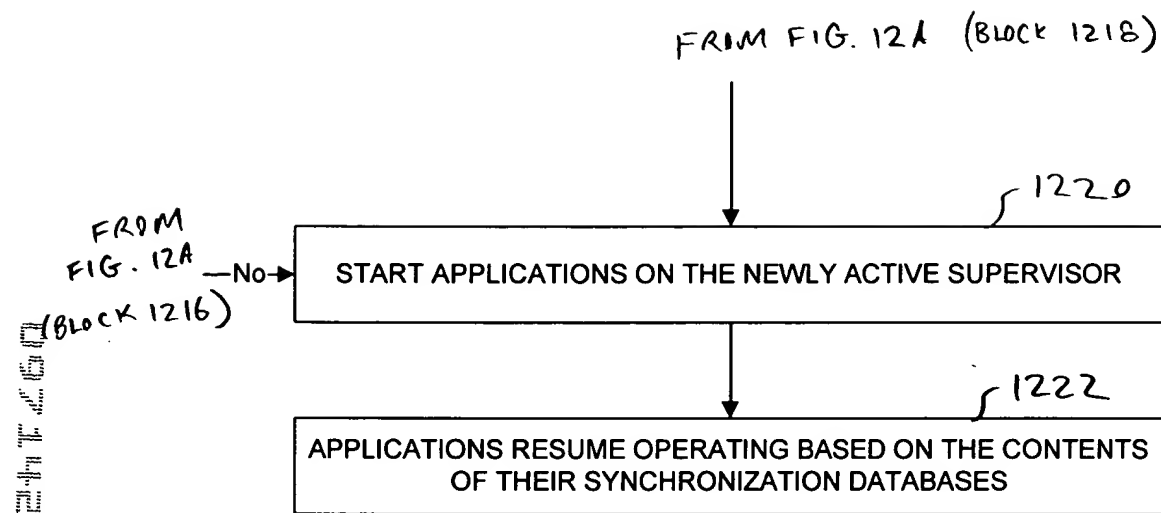 FROM FIG. 12A (BLOCK 1218)
1220
FROM
FIG. 12A
(BLOCK 1216)
No
START APPLICATIONS ON THE NEWLY ACTIVE SUPERVISOR
1222
APPLICATIONS RESUME OPERATING BASED ON THE CONTENTS
OF THEIR SYNCHRONIZATION DATABASES